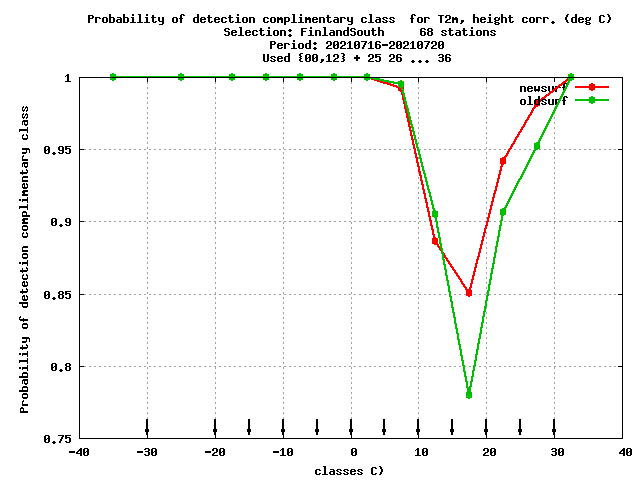 Probability of detection complimentary class  for T2m, height corr. (deg C)
Selection: FinlandSouth     68 stations
Period: 20210716-20210720
Used {00,12} + 25 26 ... 36
Probability of detection complimentary class
1
0.95
0.9
0.85
0.8
0.75
newsurf
oldsurf
-40 -30 -20 -10 0 10 20 30 40
classes C)